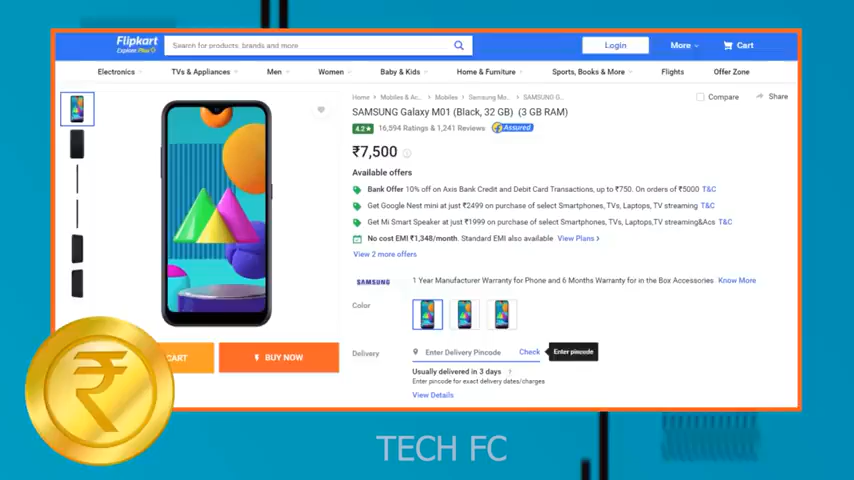 Flipkart
Explore Plus
Search for products, brands and more
Login
More
Cart
Electronics
TVs & Appliances
Men
Women
Baby & Kids
Home & Furniture
Sports, Books & More
Flights
Offer Zone
Home > Mobiles & Ac... > Mobiles > Samsung Mo... > SAMSUNG G...
Compare
Share
SAMSUNG Galaxy M01 (Black, 32 GB) (3 GB RAM)
4.2★ 16,594 Ratings & 1,241 Reviews Assured
₹7,500
Available offers
Bank Offer 10% off on Axis Bank Credit and Debit Card Transactions, up to ₹750. On orders of ₹5000 T&C
Get Google Nest mini at just ₹2499 on purchase of select Smartphones, TVs, Laptops, TV streaming T&C
Get Mi Smart Speaker at just ₹1999 on purchase of select Smartphones, TVs, Laptops,TV streaming&Acs T&C
No cost EMI ₹1,348/month. Standard EMI also available View Plans >
View 2 more offers
SAMSUNG 1 Year Manufacturer Warranty for Phone and 6 Months Warranty for in the Box Accessories Know More
Color
CART
BUY NOW
Delivery
Enter Delivery Pincode
Check
Enter pincode
Usually delivered in 3 days ?
Enter pincode for exact delivery dates/charges
View Details
₹
TECH FC